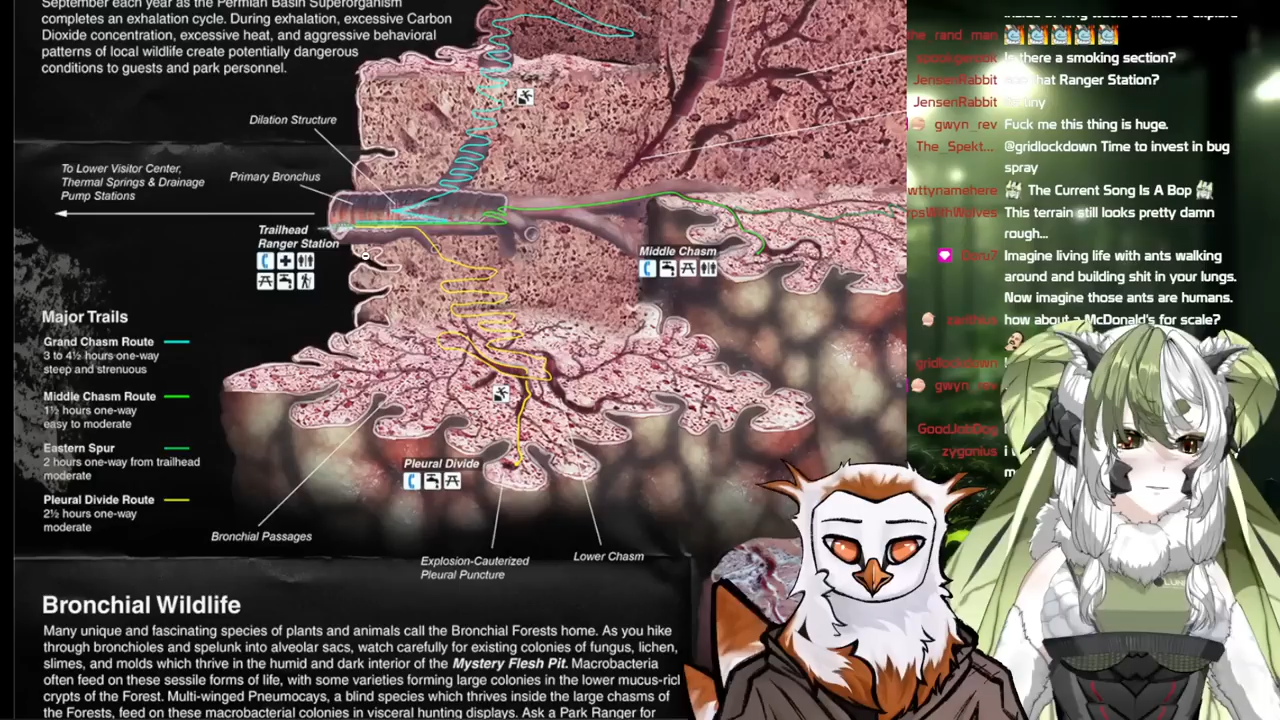 September each year as the Permian Basin Superorganism
completes an exhalation cycle. During exhalation, excessive Carbon
Dioxide concentration, excessive heat, and aggressive behavioral
patterns of local wildlife create potentially dangerous
conditions to guests and park personnel.
Dilation Structure
To Lower Visitor Center,
Thermal Springs & Drainage
Pump Stations
Primary Bronchus
Trailhead
Ranger Station
Middle Chasm
Major Trails
Grand Chasm Route
3 to 4½ hours one-way
steep and strenuous
Middle Chasm Route
1½ hours one-way
easy to moderate
Eastern Spur
2 hours one-way from trailhead
moderate
Pleural Divide Route
2½ hours one-way
moderate
Pleural Divide
Bronchial Passages
Explosion-Cauterized
Pleural Puncture
Lower Chasm
Bronchial Wildlife
Many unique and fascinating species of plants and animals call the Bronchial Forests home. As you hike
through bronchioles and spelunk into alveolar sacs, watch carefully for existing colonies of fungus, lichen,
slimes, and molds which thrive in the humid and dark interior of the Mystery Flesh Pit. Macrobacteria
often feed on these sessile forms of life, with some varieties forming large colonies in the lower mucus-ricl
crypts of the Forest. Multi-winged Pneumocays, a blind species which thrives inside the large chasms of
the Forests, feed on these macrobacterial colonies in visceral hunting displays. Ask a Park Ranger for
he_rand_man
Is there a smoking section?
JensenRabbit
hat Ranger Station?
JensenRabbit
gwyn_rev Fuck me this thing is huge.
The_Spekt... @gridlockdown Time to invest in bug
spray
wttynamehere The Current Song Is A Bop
psWithWolves This terrain still looks pretty damn
rough...
Imagine living life with ants walking
around and building shit in your lungs.
Now imagine those ants are humans.
how about a McDonald's for scale?
gridlockdown
gwyn_rev
GoodJobDog
zygonius